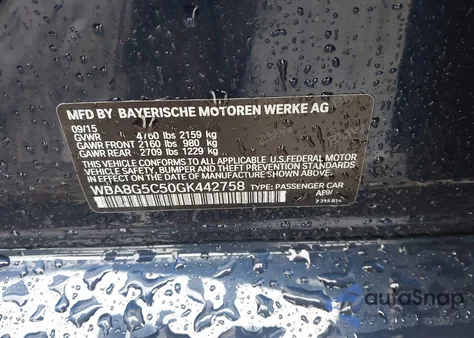 MFD BY BAYERISCHE MOTOREN WERKE AG
09/15
GVWR 4760 lbs 2159 kg
GAWR FRONT 2160 lbs 980 kg
GAWR REAR 2709 lbs 1229 kg
THIS VEHICLE CONFORMS TO ALL APPLICABLE U.S. FEDERAL MOTOR
VEHICLE SAFETY, BUMPER, AND THEFT PREVENTION STANDARDS
IN EFFECT ON THE DATE OF MANUFACTURE SHOWN ABOVE.
WBA8G5C50GK442758 TYPE: PASSENGER CAR
A89/
autoSnap